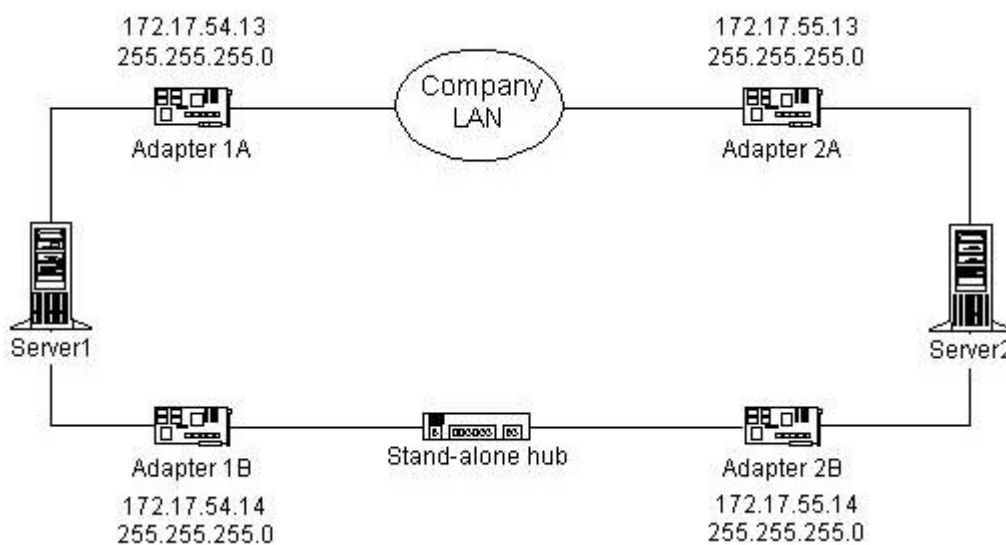 172.17.54.13
255.255.255.0
172.17.55.13
255.255.255.0
Company
LAN
Adapter 1A
Adapter 2A
Server1
Server2
Adapter 1B
Stand-alone hub
Adapter 2B
172.17.54.14
255.255.255.0
172.17.55.14
255.255.255.0